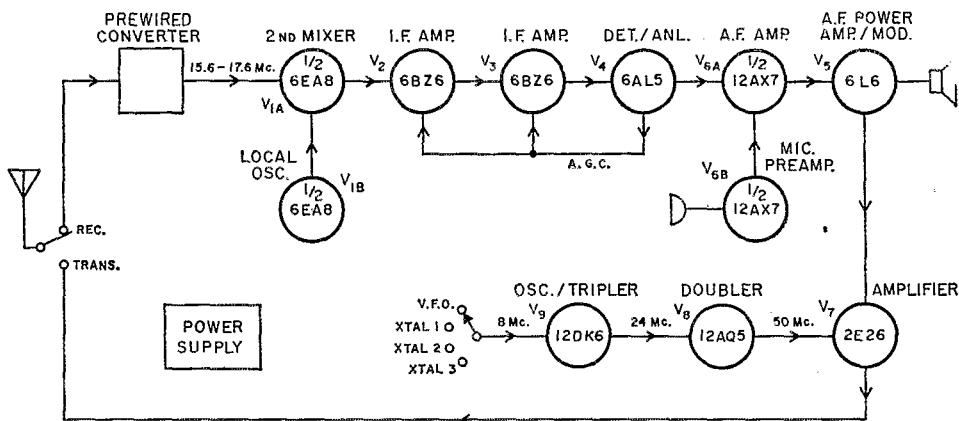 PREWIRED
CONVERTER
15.6-17.6 Mc.
2ND MIXER
1/2
6EA8
V1A
LOCAL
OSC.
V1B
1/2
6EA8
I.F. AMP.
V2
6BZ6
I.F. AMP.
V3
6BZ6
DET./ANL.
V4
6AL5
A.G.C.
A.F. AMP.
V6A
1/2
12AX7
MIC.
PREAMP.
V6B
1/2
12AX7
A.F. POWER
AMP./MOD.
V5
6L6
REC.
TRANS.
POWER
SUPPLY
V.F.O.
XTAL 1
XTAL 2
XTAL 3
8 Mc.
OSC./TRIPLER
V9
12DK6
24 Mc.
DOUBLER
V8
12AQ5
50 Mc.
AMPLIFIER
V7
2E26